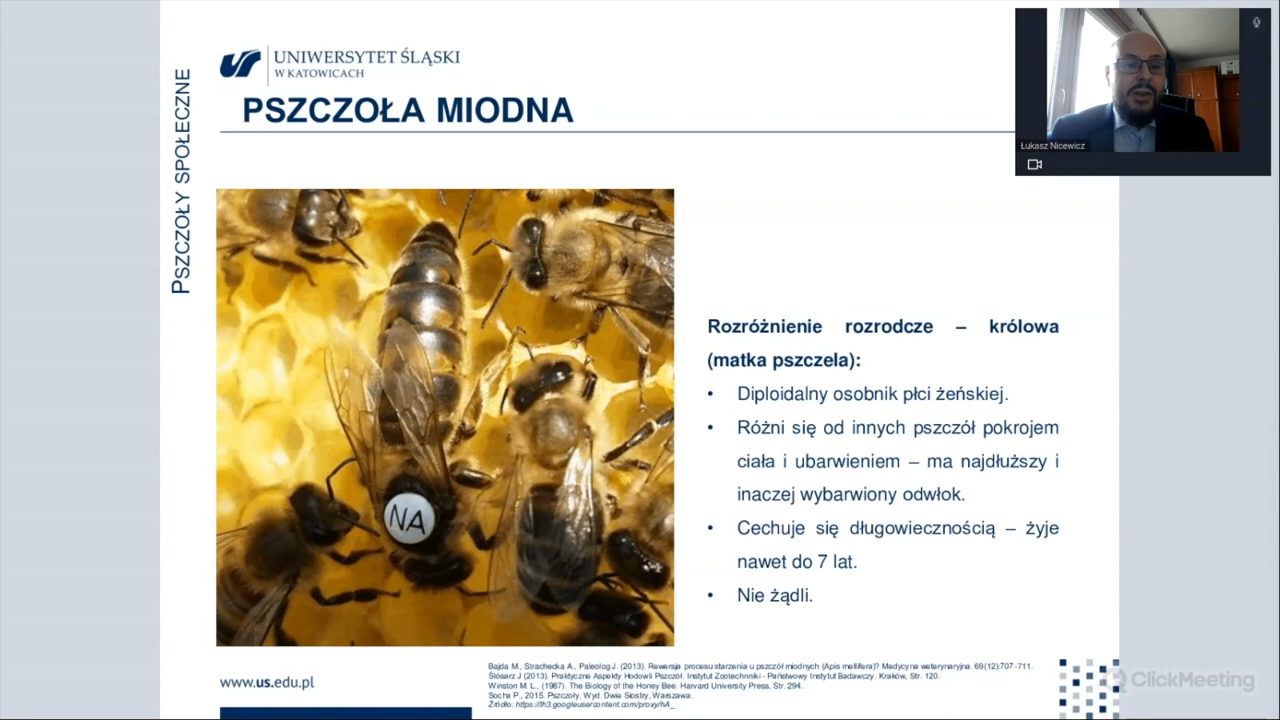 UNIWERSYTET ŚLĄSKI
W KATOWICACH
PSZCZOŁA MIODNA
PSZCZOŁY SPOŁECZNE
Łukasz Nicewicz
NA
Rozróżnienie rozrodcze – królowa
(matka pszczela):
• Diploidalny osobnik płci żeńskiej.
• Różni się od innych pszczół pokrojem
ciała i ubarwieniem – ma najdłuższy i
inaczej wybarwiony odwłok.
• Cechuje się długowiecznością – żyje
nawet do 7 lat.
• Nie żądli.
Bajda M., Strachecka A., Paleolog J. (2013). Rewersja procesu starzenia u pszczół miodnych (Apis mellifera)? Medycyna weterynaryjna. 69(12):707-711.
Ślósarz J (2013). Praktyczne Aspekty Hodowli Pszczół. Instytut Zootechnniki - Państwowy Instytut Badawczy. Kraków, Str. 120.
Winston M. L., (1987). The Biology of the Honey Bee. Harvard University Press, Str. 294.
Socha P., 2015. Pszczoły. Wyd. Dwie Siostry, Warszawa.
Źródło: https://lh3.googleusercontent.com/proxy/hA_
www.us.edu.pl
ClickMeeting